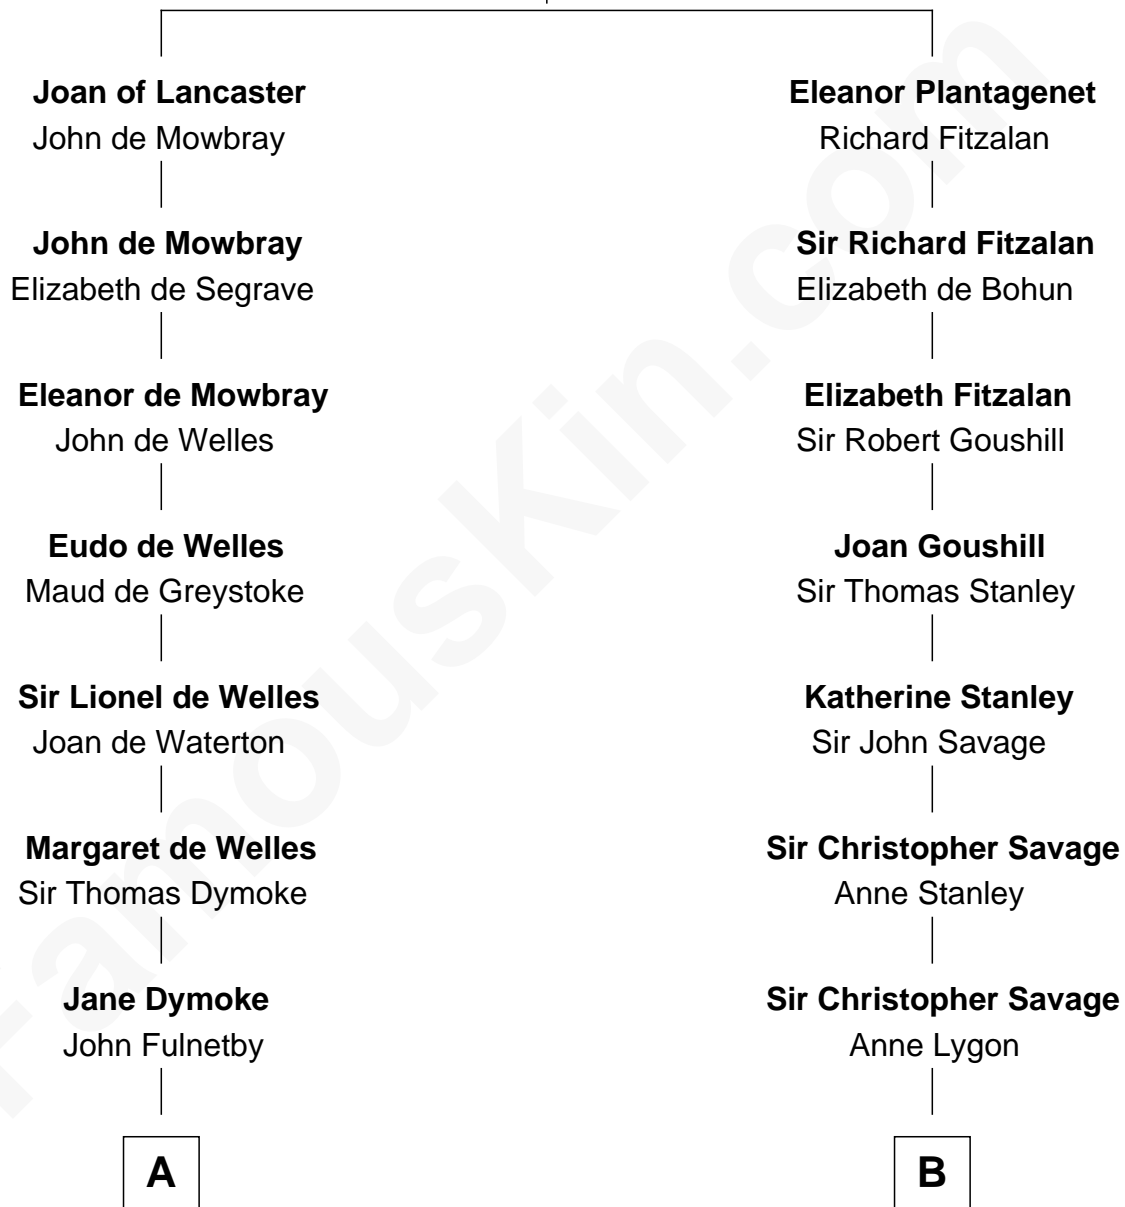 Joan of Lancaster
John de Mowbray
John de Mowbray
Elizabeth de Segrave
Eleanor de Mowbray
John de Welles
Eudo de Welles
Maud de Greystoke
Sir Lionel de Welles
Joan de Waterton
Margaret de Welles
Sir Thomas Dymoke
Jane Dymoke
John Fulnetby
A
Eleanor Plantagenet
Richard Fitzalan
Sir Richard Fitzalan
Elizabeth de Bohun
Elizabeth Fitzalan
Sir Robert Goushill
Joan Goushill
Sir Thomas Stanley
Katherine Stanley
Sir John Savage
Sir Christopher Savage
Anne Stanley
Sir Christopher Savage
Anne Lygon
B
FamousKin.com